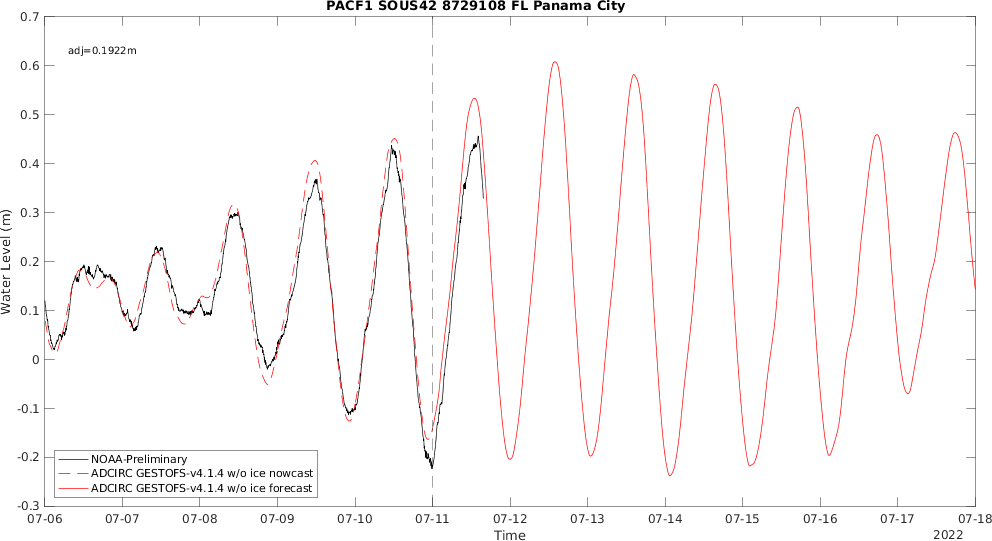 PACF1 SOUS42 8729108 FL Panama City
0.7
0.6
0.5
0.4
0.3
0.2
0.1
0
-0.1
-0.2
-0.3
Water Level (m)
adj=0.1922m
NOAA-Preliminary
ADCIRC GESTOFS-v4.1.4 w/o ice nowcast
ADCIRC GESTOFS-v4.1.4 w/o ice forecast
07-06 07-07 07-08 07-09 07-10 07-11 07-12 07-13 07-14 07-15 07-16 07-17 07-18
Time
2022